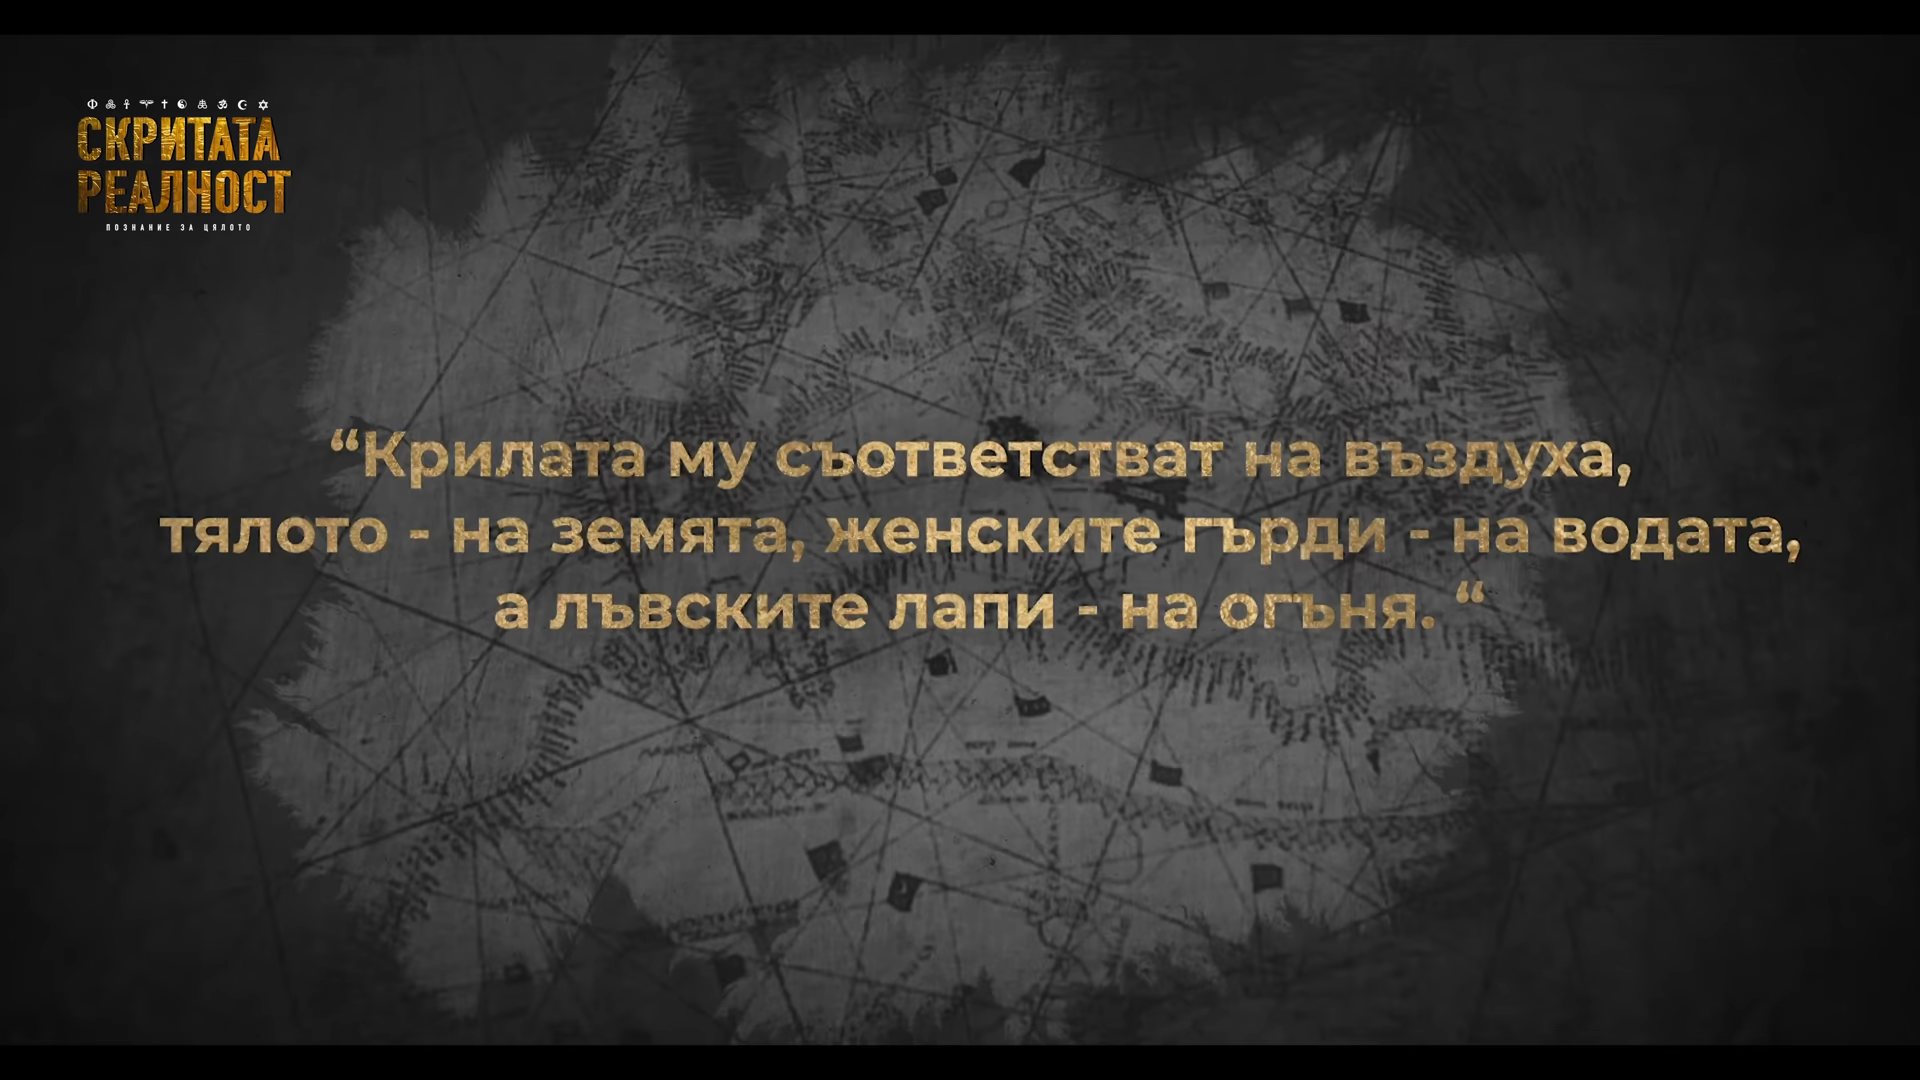 СКРИТАТА
РЕАЛНОСТ
ПОЗНАНИЕ ЗА ЦЯЛОТО
“Крилата му съответстват на въздуха,
тялото - на земята, женските гърди - на водата,
а лъвските лапи - на огъня. “